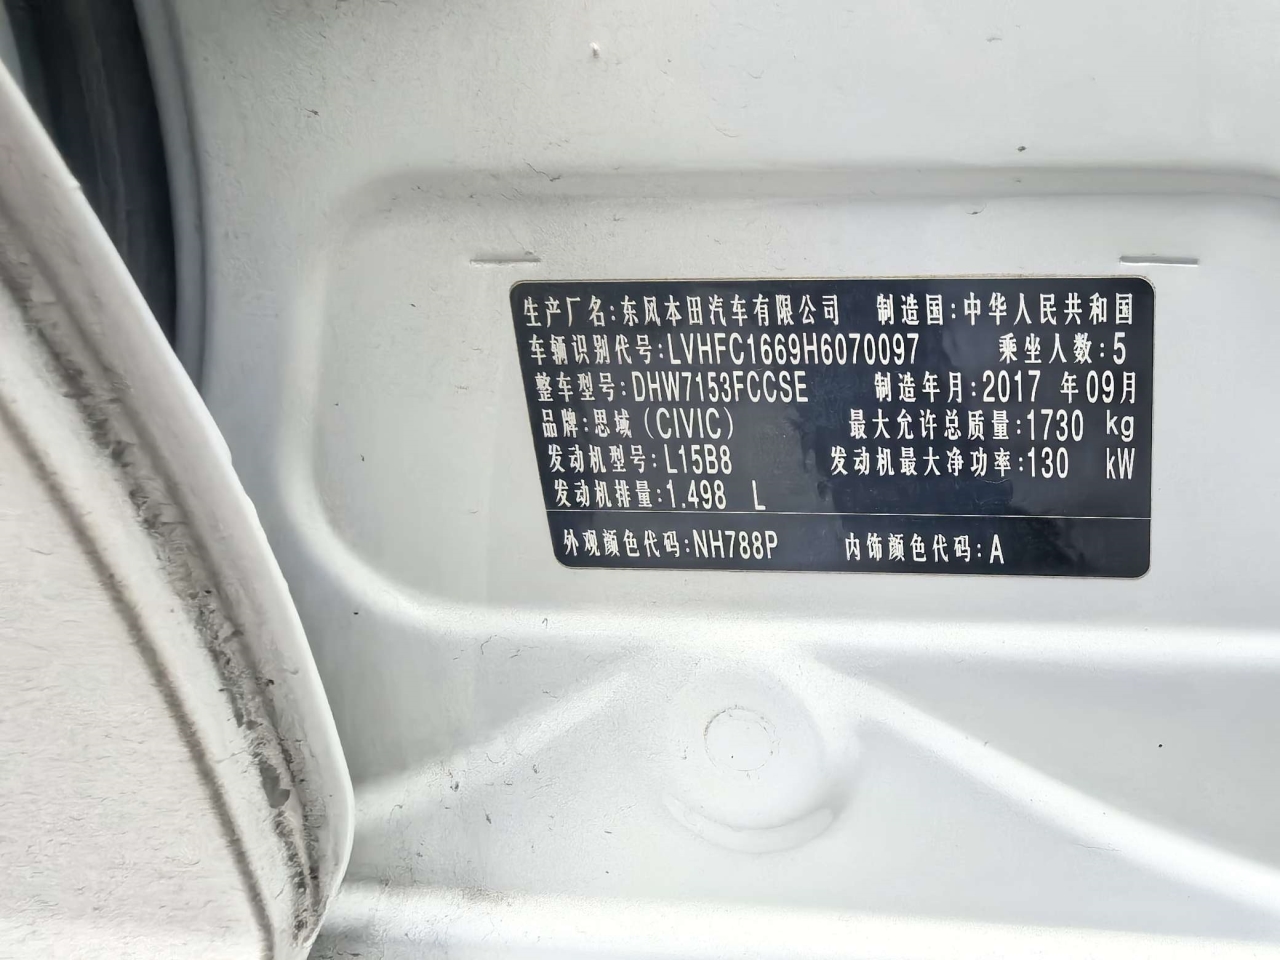 生产厂名:东风本田汽车有限公司 制造国:中华人民共和国
车辆识别代号:LVHFC1669H6070097 乘坐人数:5
整车型号:DHW7153FCCSE 制造年月:2017 年09月
品牌:思域(CIVIC) 最大允许总质量:1730 kg
发动机型号:L15B8 发动机最大净功率:130 kW
发动机排量:1.498 L
外观颜色代码:NH788P 内饰颜色代码:A